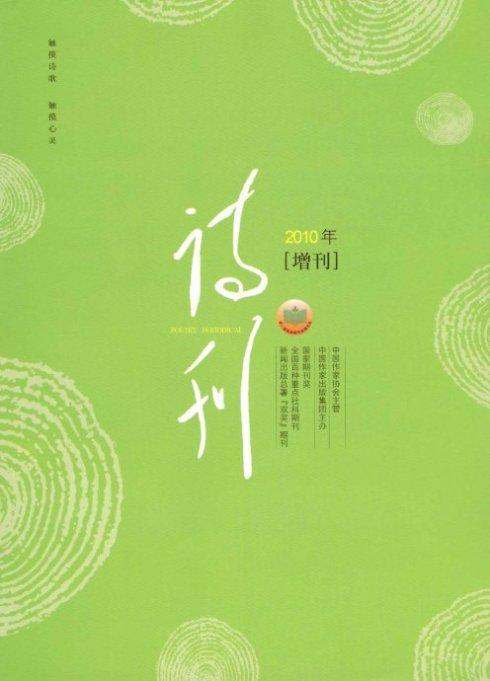 触摸诗歌　触摸心灵
诗刊
POETRY PERIODICAL
2010年
[增刊]
中国作家协会主管
中国作家出版集团主办
国家期刊奖
全国百种重点社科期刊
新闻出版总署『双奖』期刊